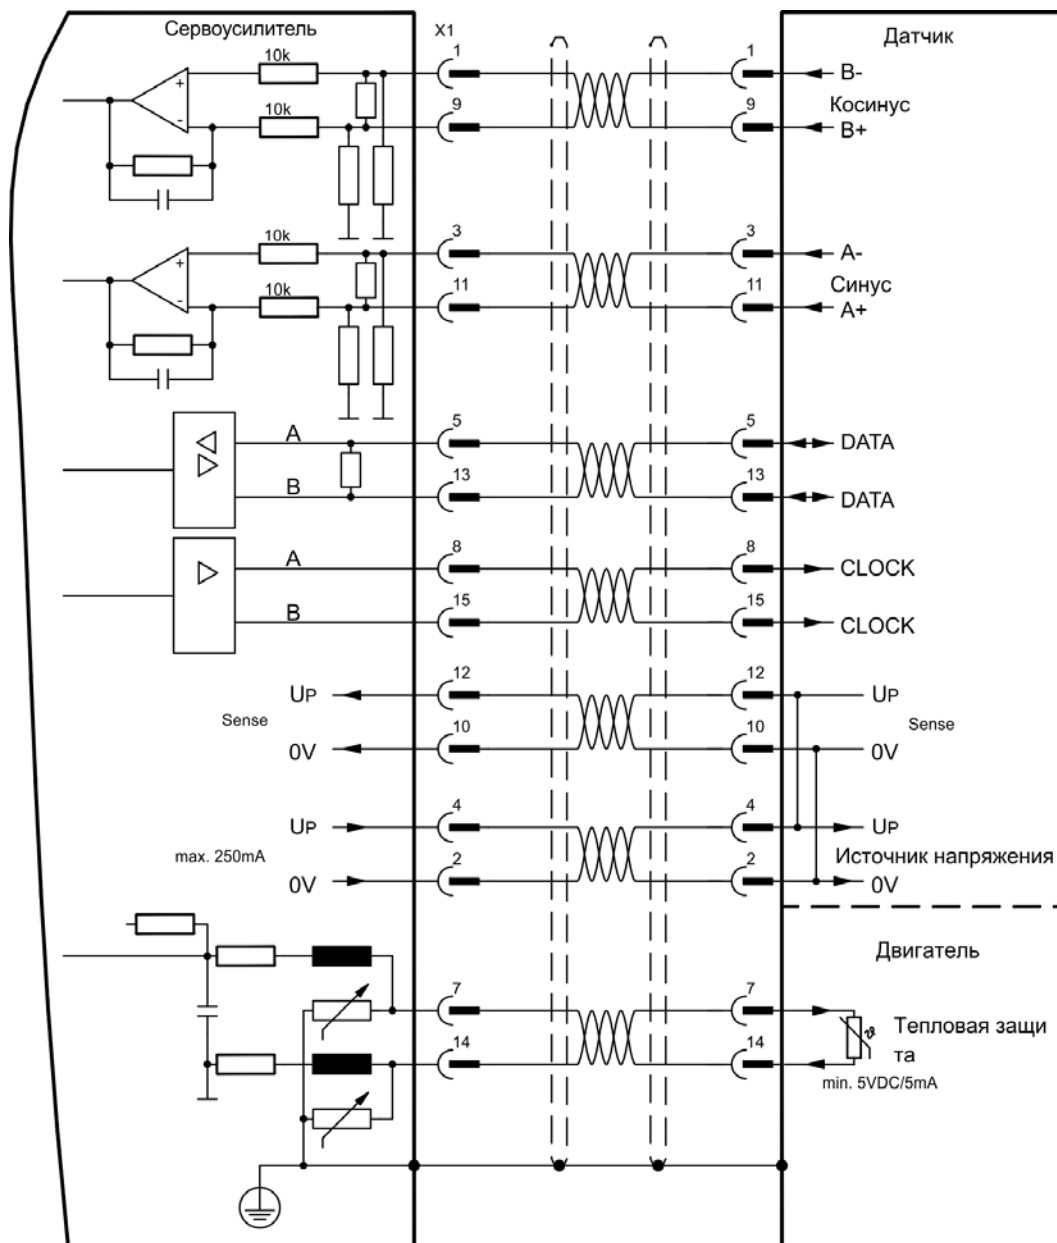 Сервоусилитель
X1
Датчик
10k
1
1
B-
+
-
10k
9
9
Косинус
B+
10k
3
3
A-
+
-
10k
11
11
Синус
A+
A
5
5
DATA
B
13
13
DATA
A
8
8
CLOCK
B
15
15
CLOCK
UP
12
12
UP
Sense
Sense
0V
10
10
0V
UP
4
4
UP
max. 250mA
Источник напряжения
0V
2
2
0V
Двигатель
7
7
Тепловая защи
та
ϑ
14
14
min. 5VDC/5mA